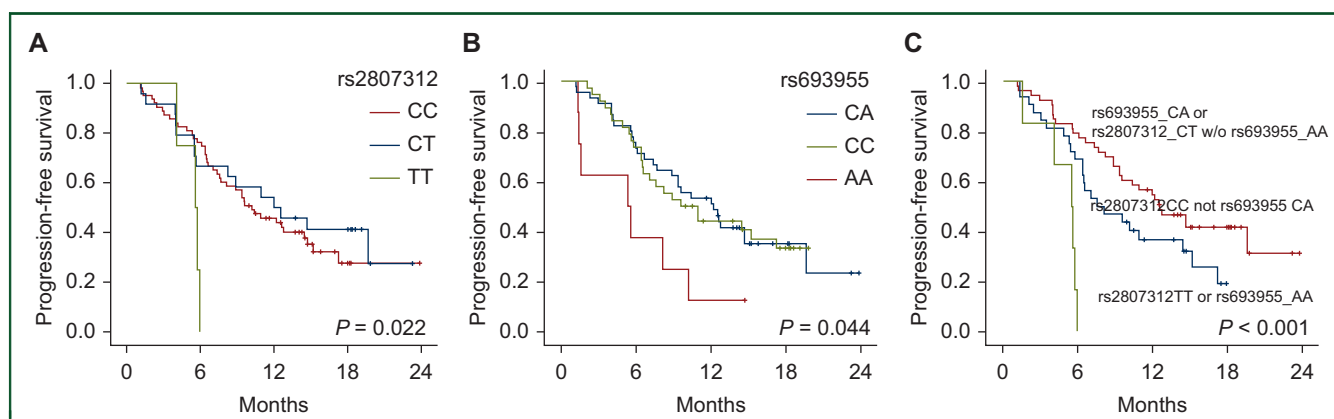 A
rs2807312
CC
CT
TT
Progression-free survival
1.0
0.8
0.6
0.4
0.2
0.0
P = 0.022
0 6 12 18 24
Months
B
rs693955
CA
CC
AA
Progression-free survival
1.0
0.8
0.6
0.4
0.2
0.0
P = 0.044
0 6 12 18 24
Months
C
rs693955_CA or
rs2807312_CT w/o rs693955_AA
rs2807312CC not rs693955 CA
rs2807312TT or rs693955_AA
Progression-free survival
1.0
0.8
0.6
0.4
0.2
0.0
P < 0.001
0 6 12 18 24
Months